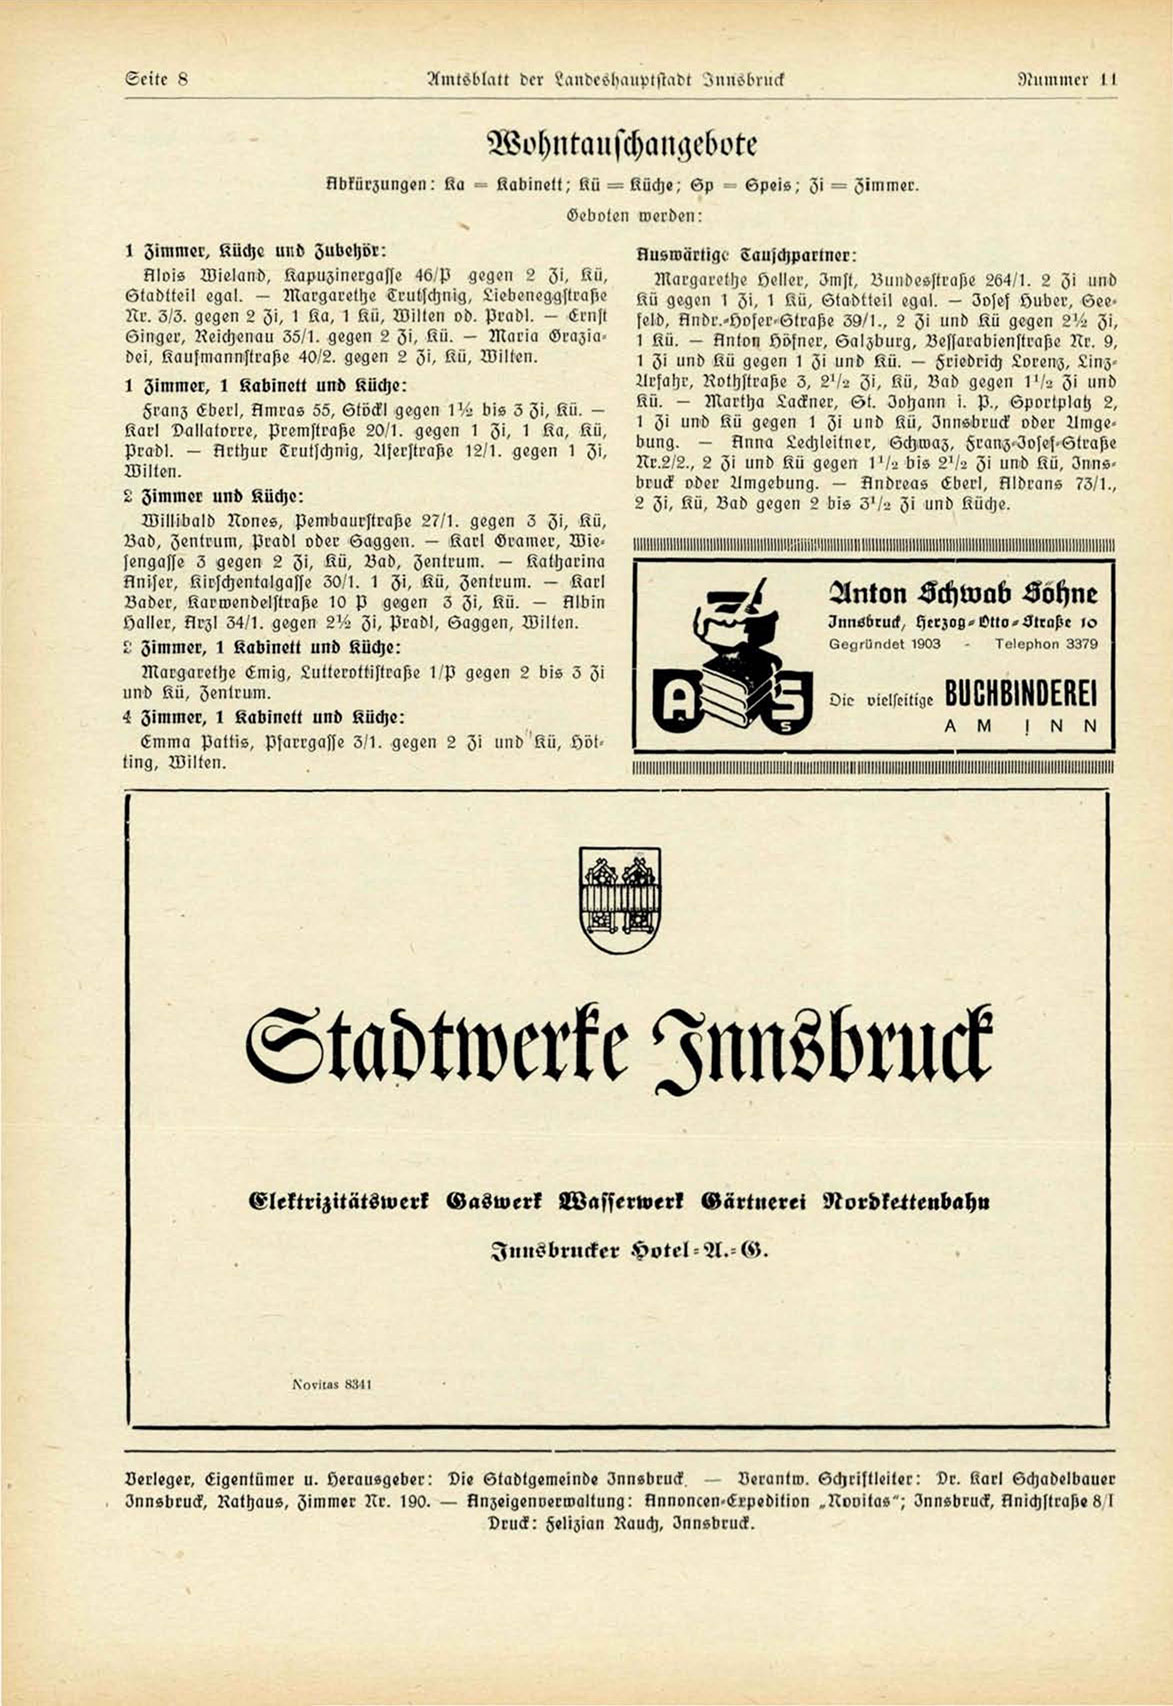 Seite 8
Amtsblatt der Landeshauptstadt Innsbruck
Nummer 11
Wohntauschangebote
Abkürzungen: Ka = Kabinett; Kü = Küche; Sp = Speis; Zi = Zimmer.
Geboten werden:
1 Zimmer, Küche und Zubehör:
Alois Wieland, Kapuzinergasse 46/P gegen 2 Zi, Kü,
Stadtteil egal. — Margarethe Trutschnig, Liebeneggstraße
Nr. 3/3. gegen 2 Zi, 1 Ka, 1 Kü, Wilten od. Pradl. — Ernst
Singer, Reichenau 35/1. gegen 2 Zi, Kü. — Maria Grazia-
dei, Kaufmannstraße 40/2. gegen 2 Zi, Kü, Wilten.
1 Zimmer, 1 Kabinett und Küche:
Franz Eberl, Amras 55, Stöckl gegen 1½ bis 3 Zi, Kü. —
Karl Dallatorre, Premstraße 20/1. gegen 1 Zi, 1 Ka, Kü,
Pradl. — Arthur Trutschnig, Uferstraße 12/1. gegen 1 Zi,
Wilten.
2 Zimmer und Küche:
Willibald Nones, Pembaurstraße 27/1. gegen 3 Zi, Kü,
Bad, Zentrum, Pradl oder Saggen. — Karl Gramer, Wie-
sengasse 3 gegen 2 Zi, Kü, Bad, Zentrum. — Katharina
Aniser, Kirschentalgasse 30/1. 1 Zi, Kü, Zentrum. — Karl
Bader, Karwendelstraße 10 P gegen 3 Zi, Kü. — Albin
Haller, Arzl 34/1. gegen 2½ Zi, Pradl, Saggen, Wilten.
2 Zimmer, 1 Kabinett und Küche:
Margarethe Emig, Lutterottistraße 1/P gegen 2 bis 3 Zi
und Kü, Zentrum.
4 Zimmer, 1 Kabinett und Küche:
Emma Pattis, Pfarrgasse 3/1. gegen 2 Zi und Kü, Höt-
ting, Wilten.
Auswärtige Tauschpartner:
Margarethe Heller, Imst, Bundesstraße 264/1. 2 Zi und
Kü gegen 1 Zi, 1 Kü, Stadtteil egal. — Josef Huber, See-
feld, Andr.-Hofer-Straße 39/1., 2 Zi und Kü gegen 2½ Zi,
1 Kü. — Anton Höfner, Salzburg, Bessarabienstraße Nr. 9,
1 Zi und Kü gegen 1 Zi und Kü. — Friedrich Lorenz, Linz-
Urfahr, Rothstraße 3, 2¹/₂ Zi, Kü, Bad gegen 1¹/₂ Zi und
Kü. — Martha Lackner, St. Johann i. P., Sportplatz 2,
1 Zi und Kü gegen 1 Zi und Kü, Innsbruck oder Umge-
bung. — Anna Lechleitner, Schwaz, Franz-Josef-Straße
Nr.2/2., 2 Zi und Kü gegen 1¹/₂ bis 2¹/₂ Zi und Kü, Inns-
bruck oder Umgebung. — Andreas Eberl, Aldrans 73/1.,
2 Zi, Kü, Bad gegen 2 bis 3¹/₂ Zi und Küche.
A S
S
Anton Schwab Söhne
Innsbruck, Herzog-Otto-Straße 10
Gegründet 1903 - Telephon 3379
Die vielseitige BUCHBINDEREI
AM INN
Stadtwerke Innsbruck
Elektrizitätswerk Gaswerk Wasserwerk Gärtnerei Nordkettenbahn
Innsbrucker Hotel-A.-G.
Novitas 8341
Verleger, Eigentümer u. Herausgeber: Die Stadtgemeinde Innsbruck. — Verantw. Schriftleiter: Dr. Karl Schadelbauer
Innsbruck, Rathaus, Zimmer Nr. 190. — Anzeigenverwaltung: Annoncen-Expedition „Novitas“; Innsbruck, Anichstraße 8/I
Druck: Felizian Rauch, Innsbruck.